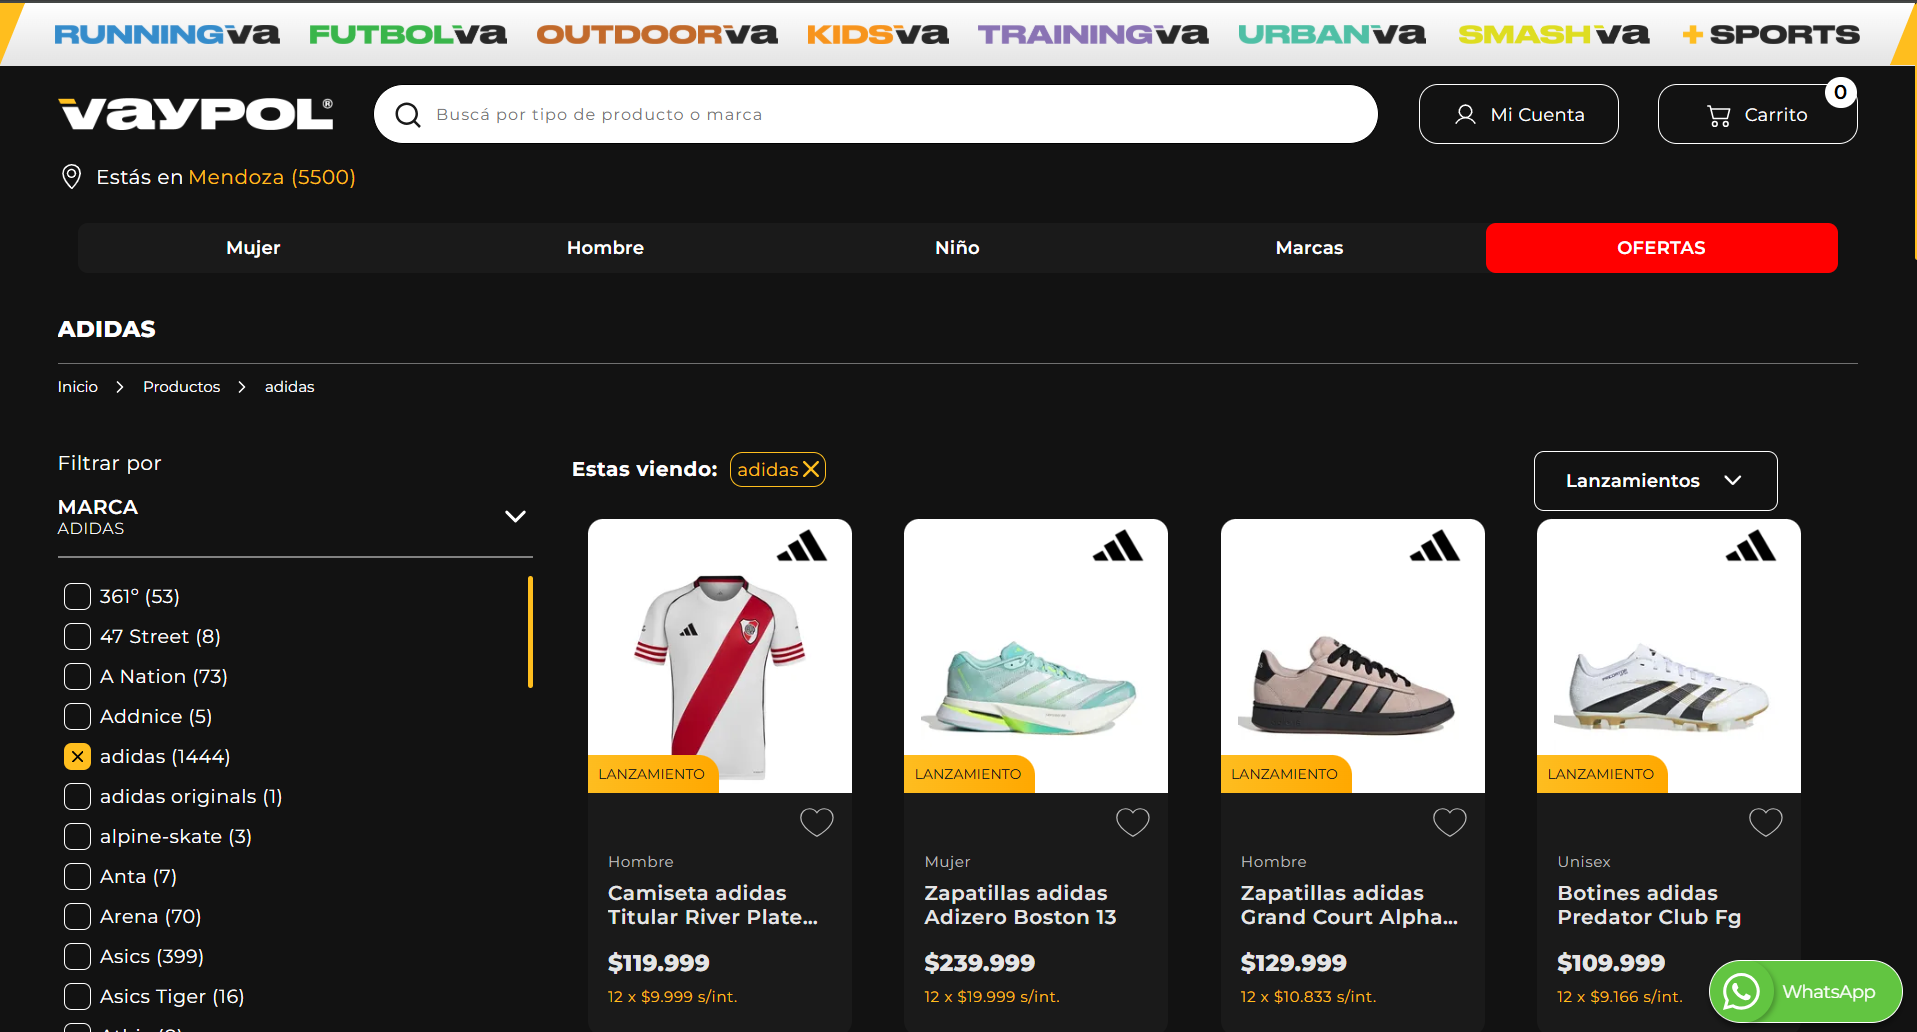 RUNNINGva FUTBOLva OUTDOORva KIDSva TRAININGva URBANva SMASHva +SPORTS
vaypol®
Buscá por tipo de producto o marca
Mi Cuenta
Carrito
0
Estás en Mendoza (5500)
Mujer Hombre Niño Marcas OFERTAS
ADIDAS
Inicio > Productos > adidas
Filtrar por
MARCA
ADIDAS
361º (53)
47 Street (8)
A Nation (73)
Addnice (5)
adidas (1444)
adidas originals (1)
alpine-skate (3)
Anta (7)
Arena (70)
Asics (399)
Asics Tiger (16)
Estas viendo: adidas
Lanzamientos
LANZAMIENTO
Hombre
Camiseta adidas
Titular River Plate...
$119.999
12 x $9.999 s/int.
LANZAMIENTO
Mujer
Zapatillas adidas
Adizero Boston 13
$239.999
12 x $19.999 s/int.
LANZAMIENTO
Hombre
Zapatillas adidas
Grand Court Alpha...
$129.999
12 x $10.833 s/int.
LANZAMIENTO
Unisex
Botines adidas
Predator Club Fg
$109.999
12 x $9.166 s/int.
WhatsApp